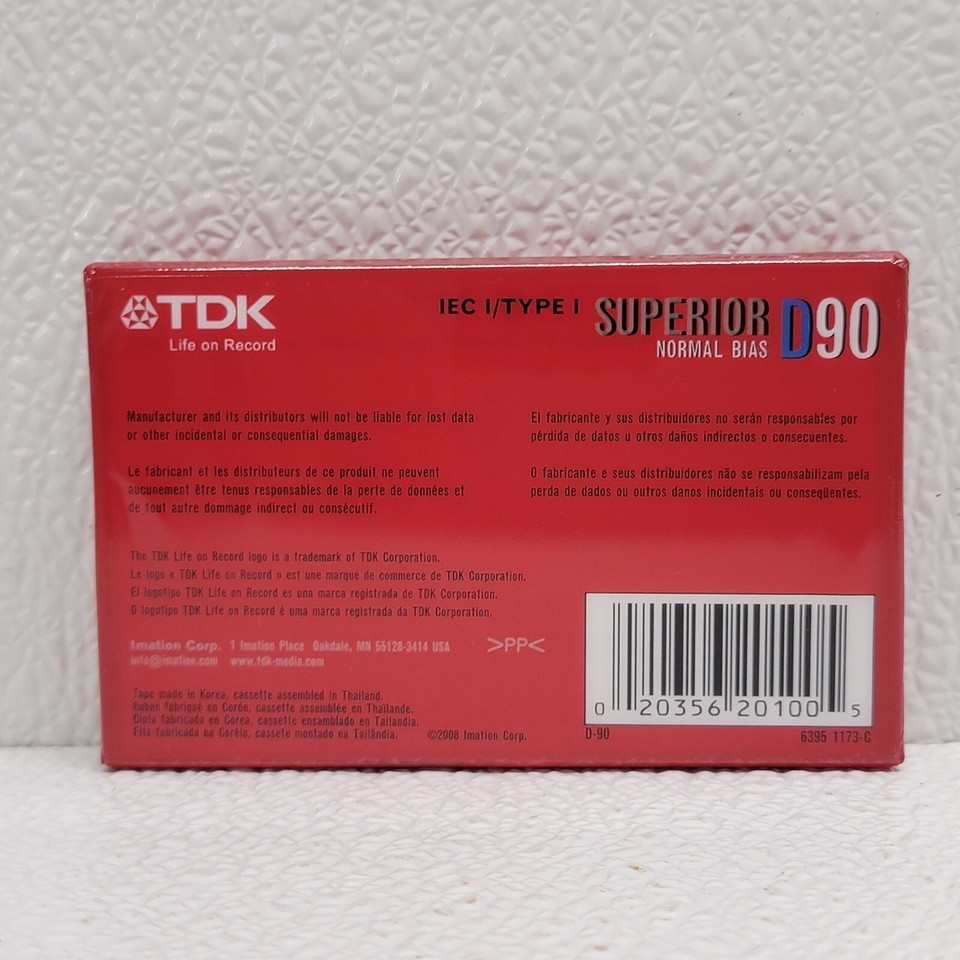 TDK
Life on Record
IEC I/TYPE I
SUPERIOR D90
NORMAL BIAS
Manufacturer and its distributors will not be liable for lost data
or other incidental or consequential damages.
Le fabricant et les distributeurs de ce produit ne peuvent
aucunement être tenus responsables de la perte de données et
de tout autre dommage indirect ou consécutif.
El fabricante y sus distribuidores no serán responsables por
pérdida de datos u otros daños indirectos o consecuentes.
O fabricante e seus distribuidores não se responsabilizam pela
perda de dados ou outros danos incidentais ou conseqüentes.
The TDK Life on Record logo is a trademark of TDK Corporation.
Le logo « TDK Life on Record » est une marque de commerce de TDK Corporation.
El logotipo TDK Life on Record es una marca registrada de TDK Corporation.
O logotipo TDK Life on Record é uma marca registrada da TDK Corporation.
Imation Corp. 1 Imation Place Oakdale, MN 55128-3414 USA
info@imation.com www.tdk-media.com
>PP<
Tape made in Korea, cassette assembled in Thailand.
Ruban fabriqué en Corée, cassette assemblée en Thaïlande.
Cinta fabricada en Corea, cassette ensamblado en Tailandia.
Fita fabricada na Coréia, cassete montado na Tailândia.
©2008 Imation Corp.
0 20356 20100 5
D-90
6395 1173-C